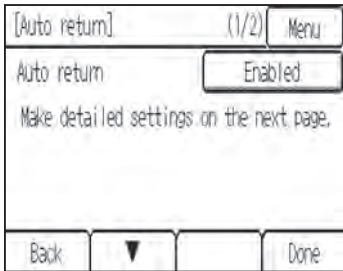 [Auto return] (1/2) Menu
Auto return Enabled
Make detailed settings on the next page.
Back ▼ Done